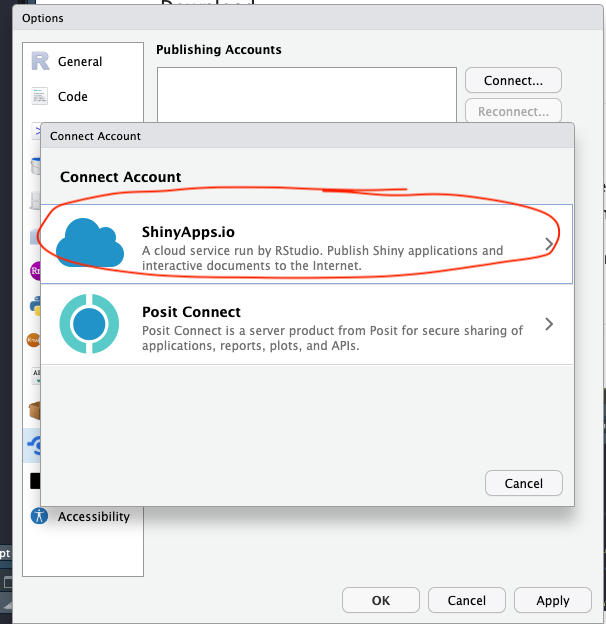 Options
Publishing Accounts
General
Connect...
Code
Reconnect...
Connect Account
Connect Account
ShinyApps.io
A cloud service run by RStudio. Publish Shiny applications and
interactive documents to the Internet.
Posit Connect
Posit Connect is a server product from Posit for secure sharing of
applications, reports, plots, and APIs.
Cancel
Accessibility
pt
OK
Cancel
Apply